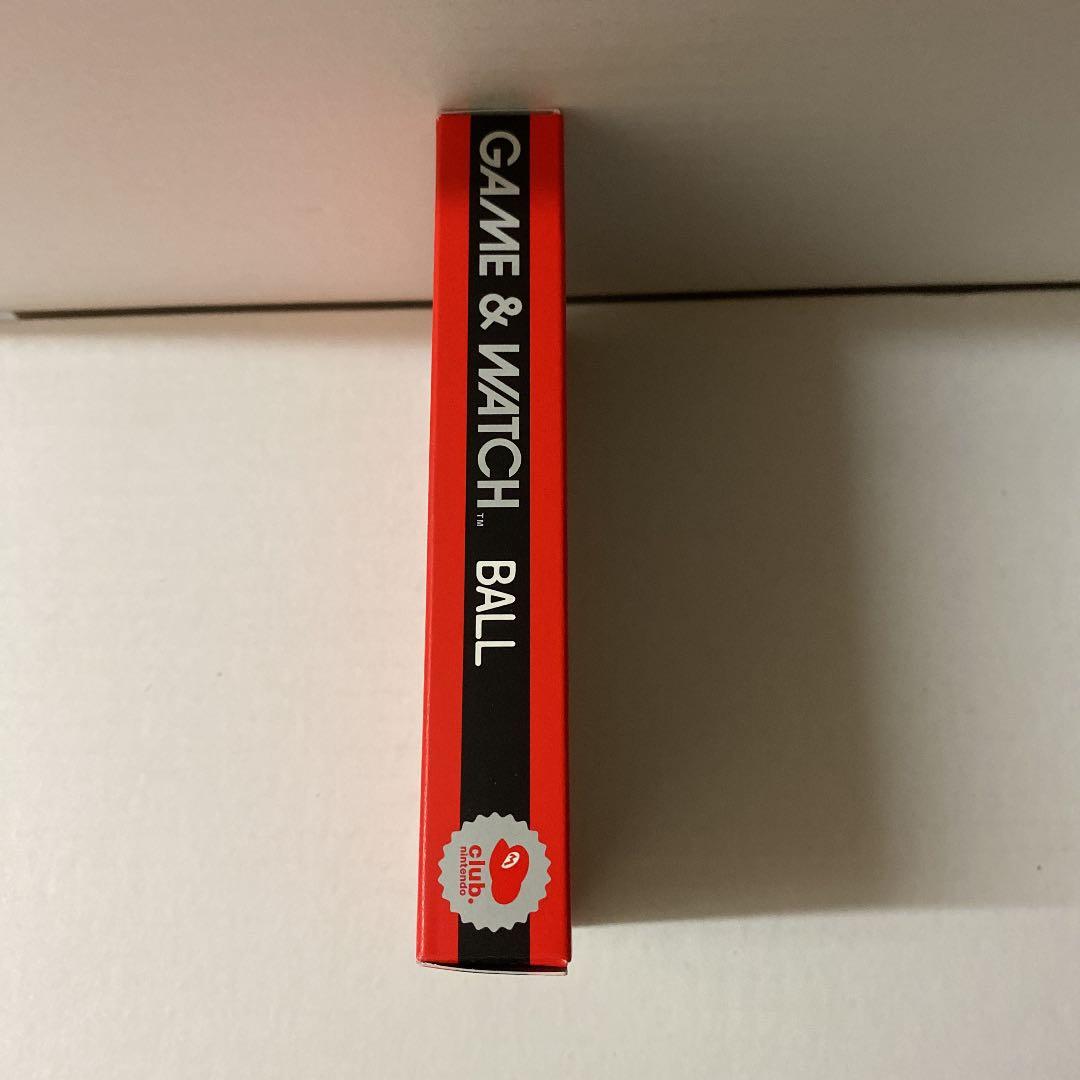 GAME & WATCH™ BALL
M
club
nintendo